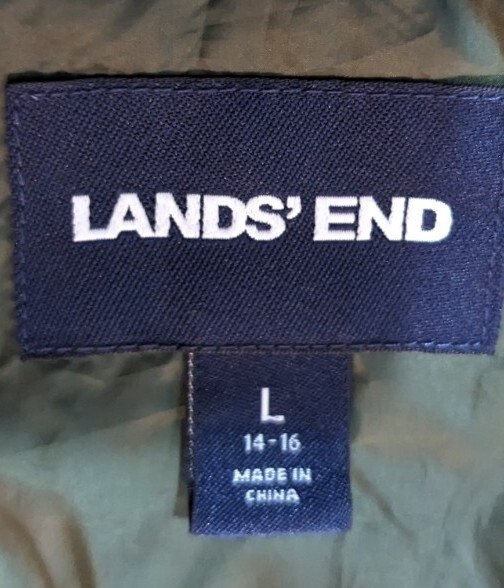 LANDS' END
L
14-16
MADE IN
CHINA